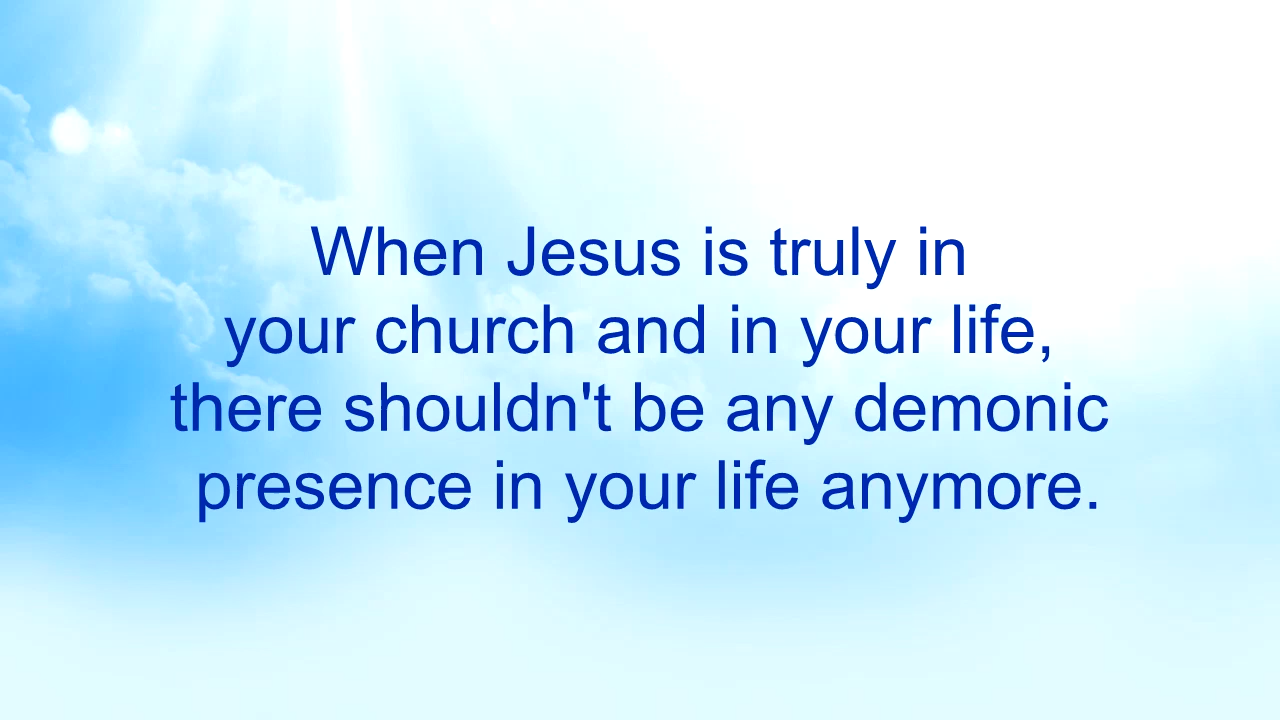 When Jesus is truly in
your church and in your life,
there shouldn't be any demonic
presence in your life anymore.